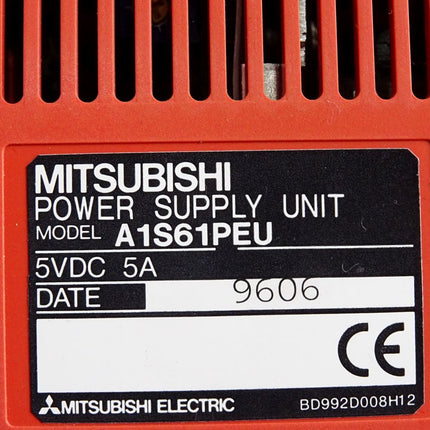 MITSUBISHI
POWER SUPPLY UNIT
MODEL A1S61PEU
5VDC 5A
DATE 9606
CE
MITSUBISHI ELECTRIC BD992D008H12